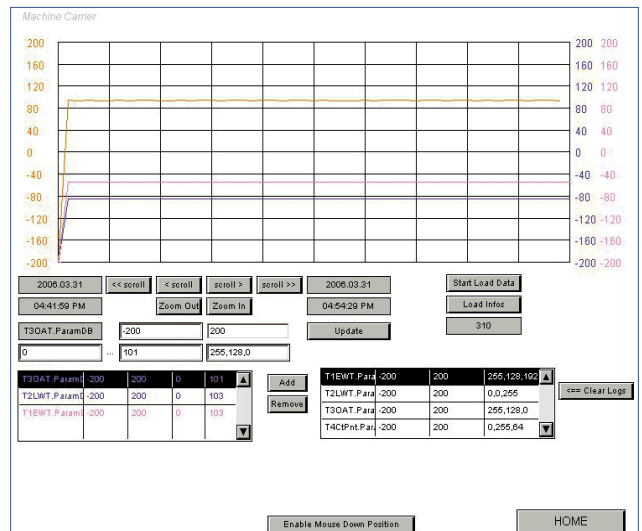 Machine Carrier
200 200 200
160 160 160
120 120 120
80 80 80
40 40 40
0 0 0
-40 -40 -40
-80 -80 -80
-120 -120 -120
-160 -160 -160
-200 -200 -200
2006.03.31 << scroll < scroll scroll > scroll >> 2006.03.31 Start Load Data
04:41:59 PM Zoom Out Zoom In 04:54:29 PM Load Infos
T3OAT.ParamDB -200 200 Update 310
0 ... 101 255,128,0
T3OAT.Param -200 200 0 101 Add T1EWT.Para -200 200 255,128,192
T2LWT.Param -200 200 0 103 Remove T2LWT.Para -200 200 0,0,255 <== Clear Logs
T1EWT.Param -200 200 0 103 T3OAT.Para -200 200 255,128,0
T4CtPnt.Par -200 200 0,255,64
Enable Mouse Down Position HOME